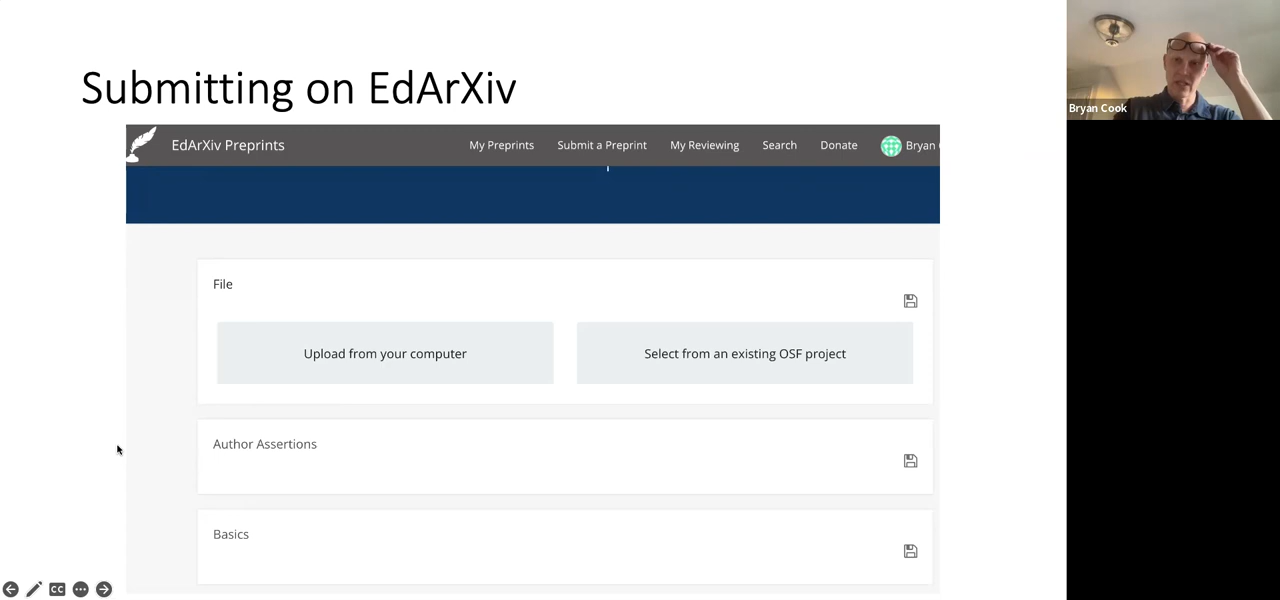 Submitting on EdArXiv
EdArXiv Preprints
My Preprints
Submit a Preprint
My Reviewing
Search
Donate
Bryan
File
Upload from your computer
Select from an existing OSF project
Author Assertions
Basics
CC
Bryan Cook